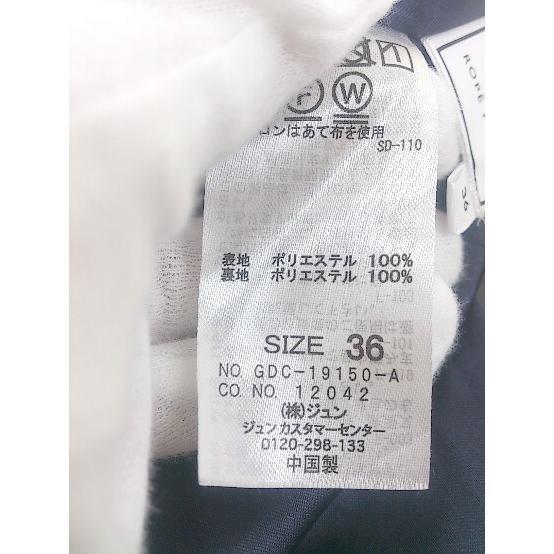 コンはあて布を使用
SD-110
表地 ポリエステル 100%
裏地 ポリエステル 100%
SIZE 36
NO. GDC-19150-A
CO. NO. 12042
(株)ジュン
ジュンカスタマーセンター
0120-298-133
中国製
ROPÉ
36